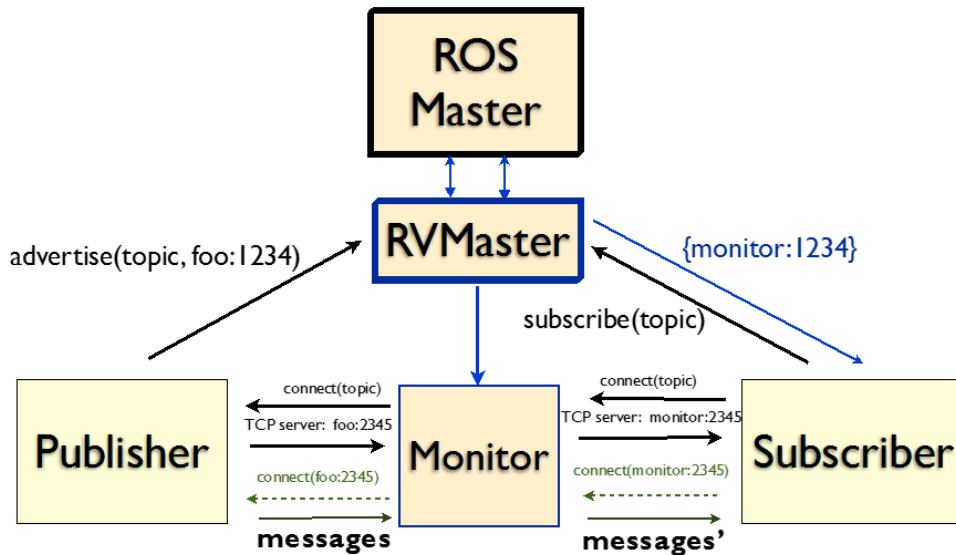 ROS
Master
RVMaster
advertise(topic, foo:1234)
{monitor:1234}
subscribe(topic)
Publisher
connect(topic)
TCP server: foo:2345
connect(foo:2345)
messages
Monitor
connect(topic)
TCP server: monitor:2345
connect(monitor:2345)
messages'
Subscriber